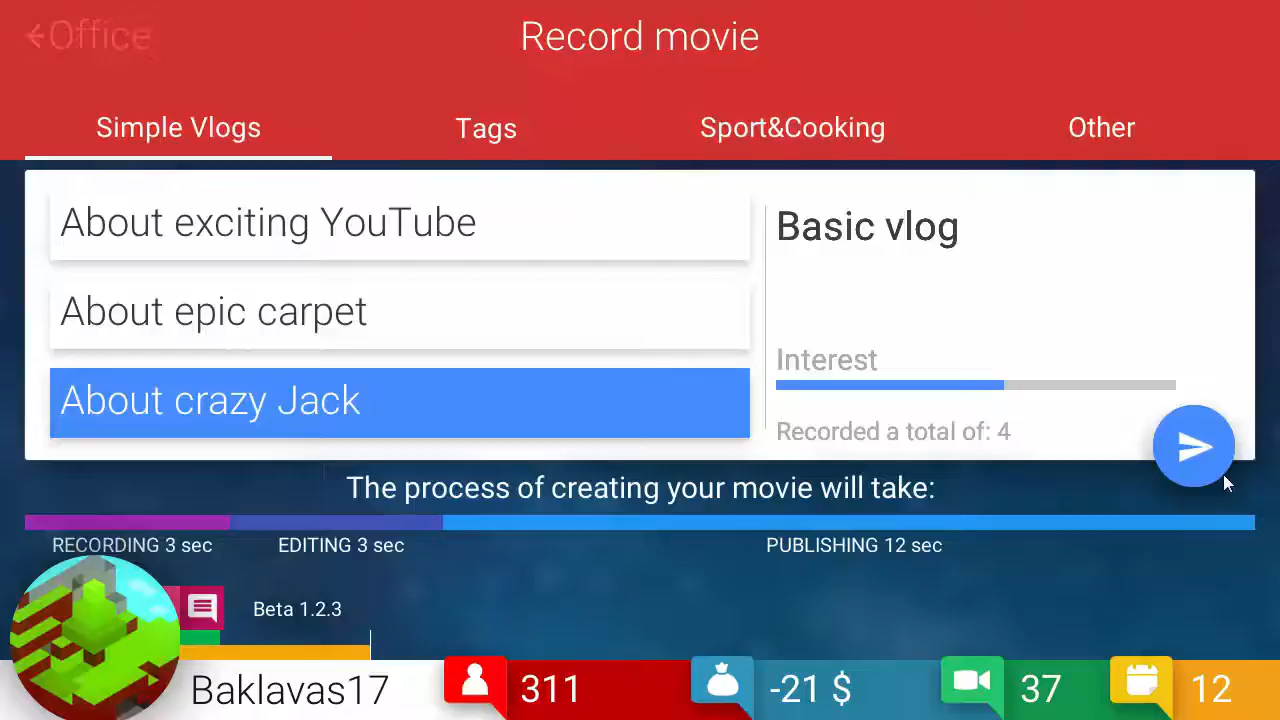 Office
Record movie
Simple Vlogs
Tags
Sport&Cooking
Other
About exciting YouTube
About epic carpet
About crazy Jack
Basic vlog
Interest
Recorded a total of: 4
The process of creating your movie will take:
RECORDING 3 sec
EDITING 3 sec
PUBLISHING 12 sec
Beta 1.2.3
Baklavas17
311
-21 $
37
12